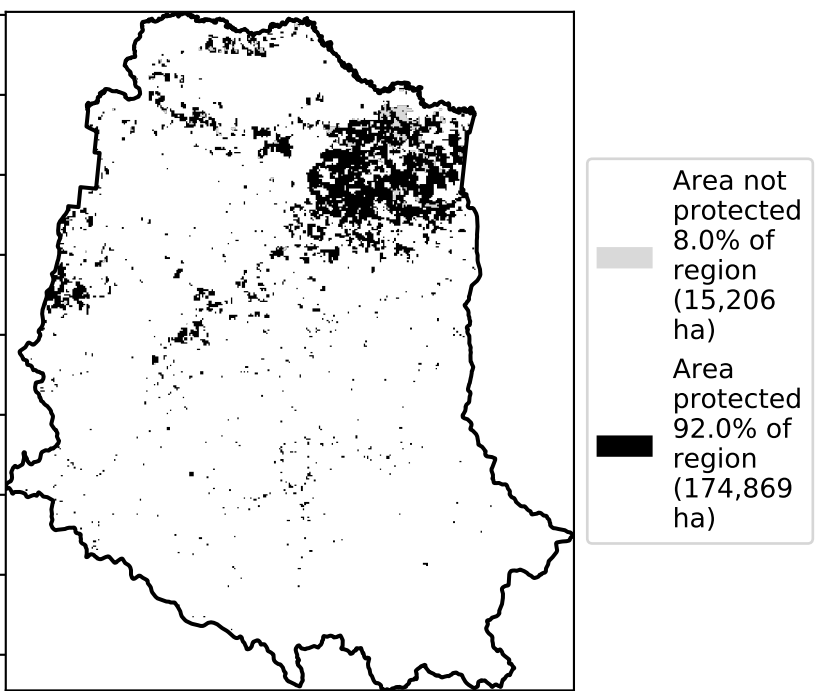 Area not
protected
8.0% of
region
(15,206
ha)
Area
protected
92.0% of
region
(174,869
ha)